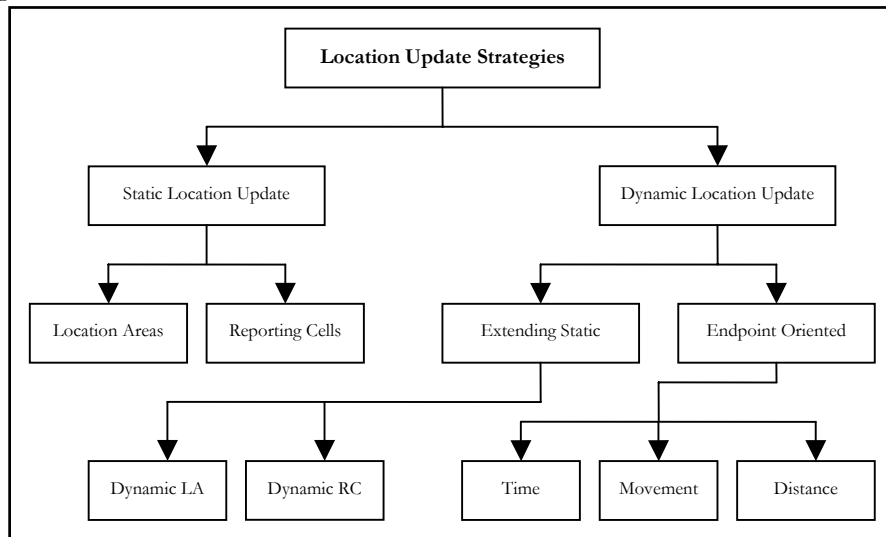 Location Update Strategies
Static Location Update
Dynamic Location Update
Location Areas
Reporting Cells
Extending Static
Endpoint Oriented
Dynamic LA
Dynamic RC
Time
Movement
Distance